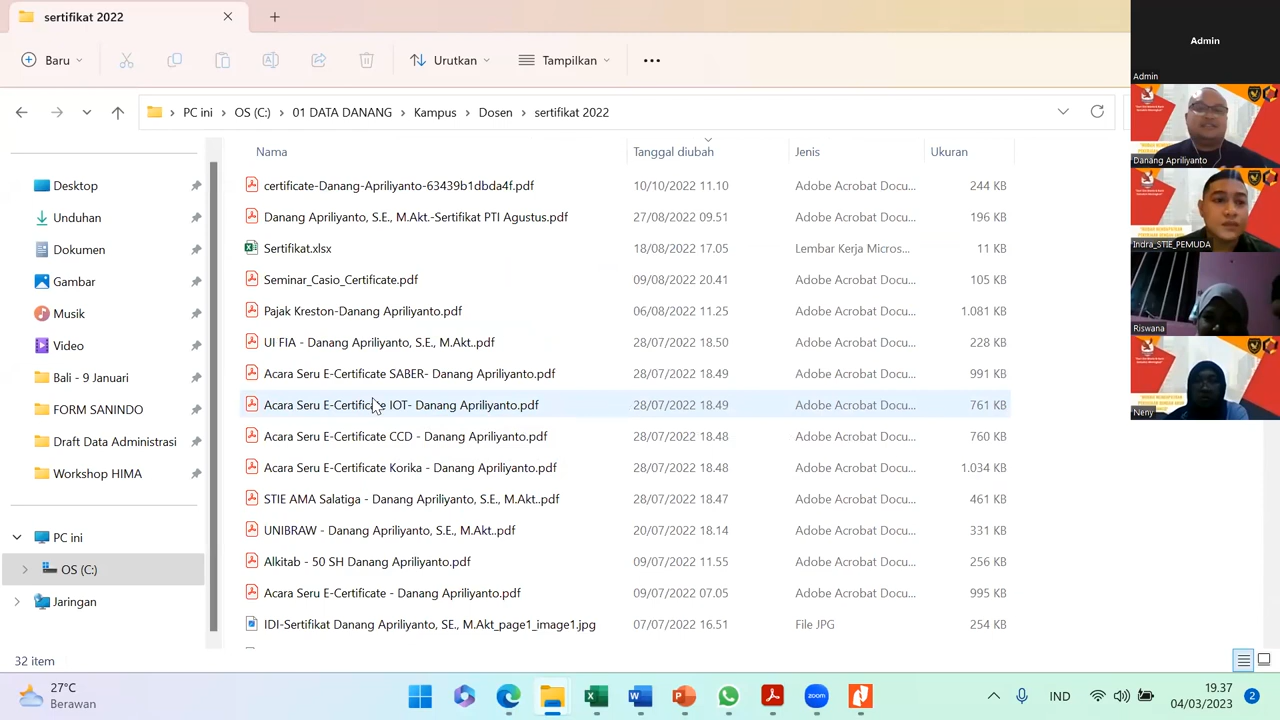 sertifikat 2022
Admin
Baru
Urutkan
Tampilkan
Admin
PC ini
OS (C:)
01 DATA DANANG
Kampus
Dosen
sertifikat 2022
Nama
Tanggal diubah
Jenis
Ukuran
Danang Apriliyanto
certificate-Danang-Apriliyanto-63439b1dbda4f.pdf 10/10/2022 11.10 Adobe Acrobat Docu... 244 KB
Danang Apriliyanto, S.E., M.Akt.-Sertifikat PTI Agustus.pdf 27/08/2022 09.51 Adobe Acrobat Docu... 196 KB
Sertifikat.xlsx 18/08/2022 17.05 Lembar Kerja Micros... 11 KB
Seminar_Casio_Certificate.pdf 09/08/2022 20.41 Adobe Acrobat Docu... 105 KB
Pajak Kreston-Danang Apriliyanto.pdf 06/08/2022 11.25 Adobe Acrobat Docu... 1.081 KB
UI FIA - Danang Apriliyanto, S.E., M.Akt.pdf 28/07/2022 18.50 Adobe Acrobat Docu... 228 KB
Acara Seru E-Certificate SABER- Danang Apriliyanto.pdf 28/07/2022 18.49 Adobe Acrobat Docu... 991 KB
Acara Seru E-Certificate IOT- Danang Apriliyanto.pdf 28/07/2022 18.49 Adobe Acrobat Docu... 761 KB
Acara Seru E-Certificate CCD - Danang Apriliyanto.pdf 28/07/2022 18.48 Adobe Acrobat Docu... 760 KB
Acara Seru E-Certificate Korika - Danang Apriliyanto.pdf 28/07/2022 18.48 Adobe Acrobat Docu... 1.034 KB
STIE AMA Salatiga - Danang Apriliyanto, S.E., M.Akt..pdf 28/07/2022 18.47 Adobe Acrobat Docu... 461 KB
UNIBRAW - Danang Apriliyanto, S.E., M.Akt..pdf 20/07/2022 18.14 Adobe Acrobat Docu... 331 KB
Alkitab - 50 SH Danang Apriliyanto.pdf 09/07/2022 11.55 Adobe Acrobat Docu... 256 KB
Acara Seru E-Certificate - Danang Apriliyanto.pdf 09/07/2022 07.05 Adobe Acrobat Docu... 995 KB
IDI-Sertifikat Danang Apriliyanto, SE., M.Akt_page1_image1.jpg 07/07/2022 16.51 File JPG 254 KB
Desktop
Unduhan
Dokumen
Gambar
Musik
Video
Bali - 9 Januari
FORM SANINDO
Draft Data Administrasi
Workshop HIMA
PC ini
OS (C:)
Jaringan
Indra_STIE_PEMUDA
Riswana
Neny
32 item
27°C
Berawan
zoom
IND
19.37
04/03/2023
2